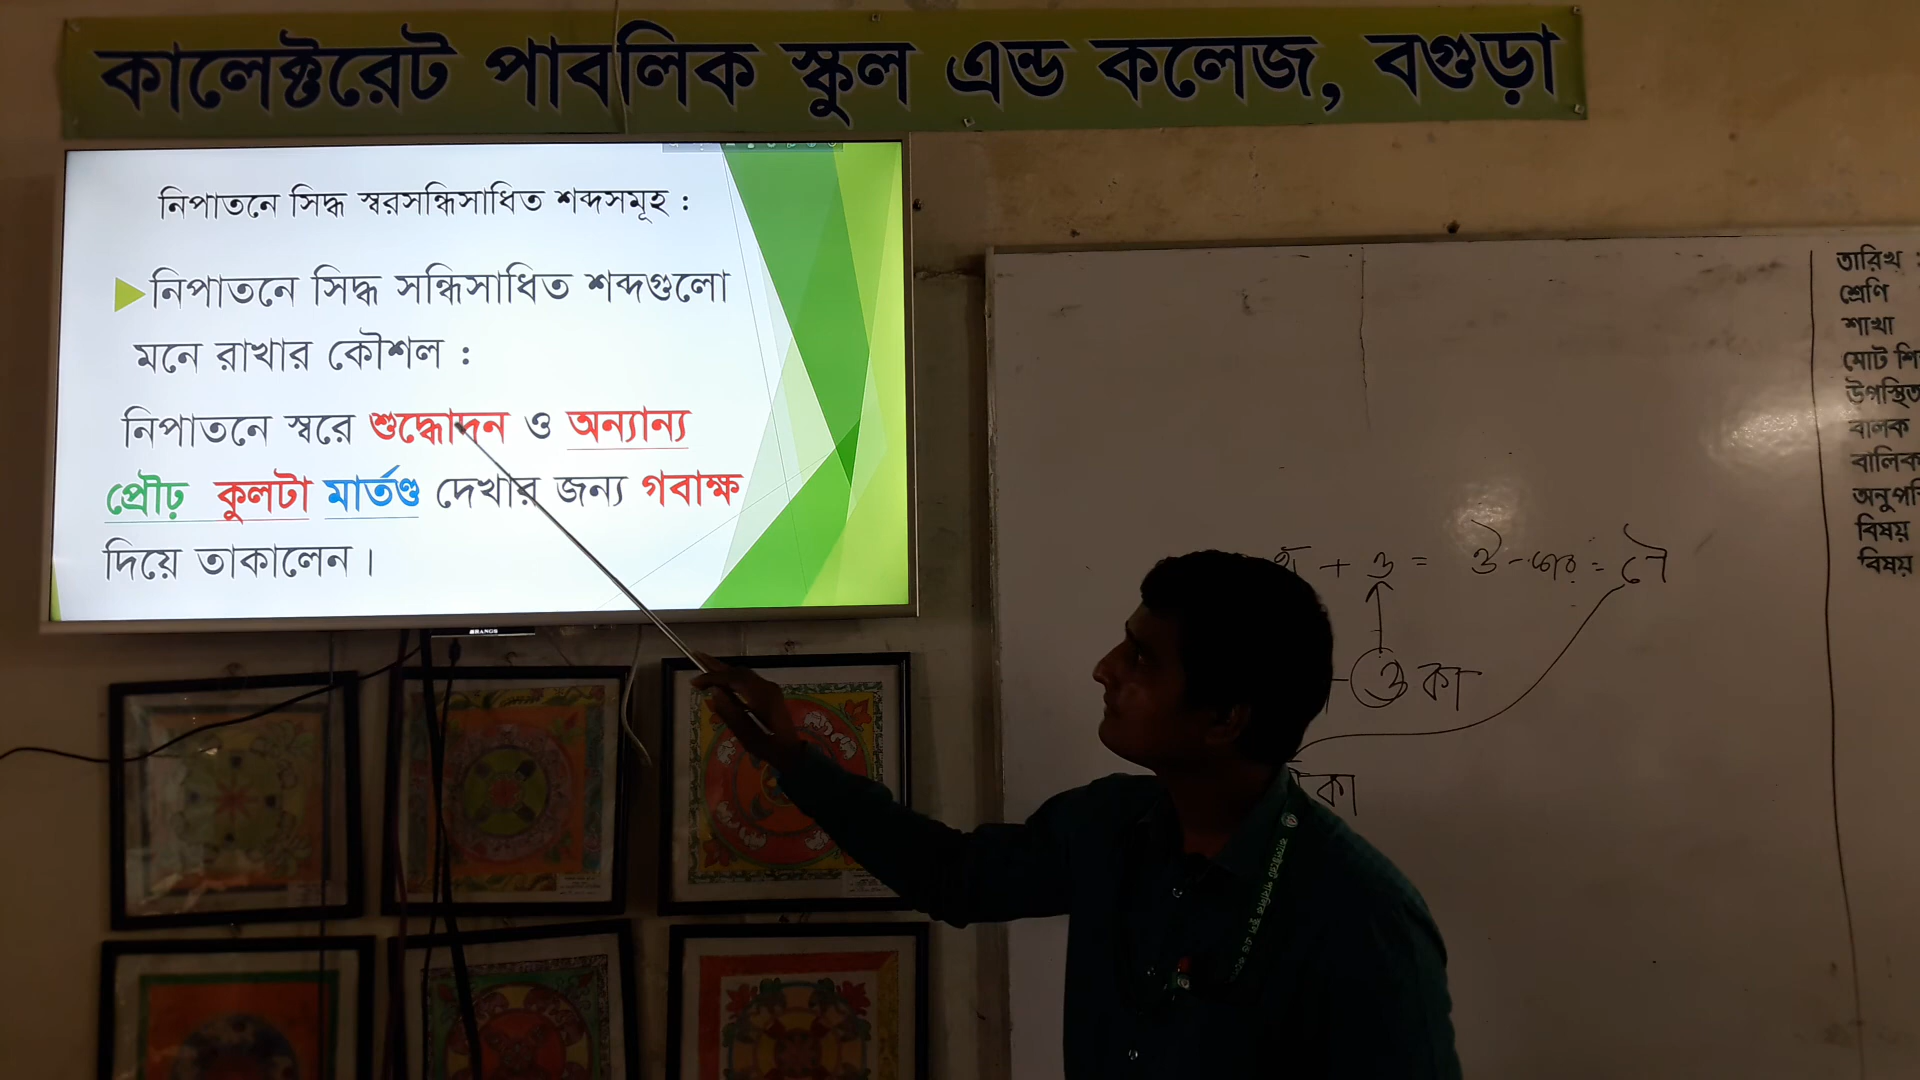 কালেক্টরেট পাবলিক স্কুল এন্ড কলেজ, বগুড়া
নিপাতনে সিদ্ধ স্বরসন্ধিসাধিত শব্দসমূহ :
নিপাতনে সিদ্ধ সন্ধিসাধিত শব্দগুলো
মনে রাখার কৌশল :
নিপাতনে স্বরে শুদ্ধোদন ও অন্যান্য
প্রৌঢ় কুলটা মার্তণ্ড দেখার জন্য গবাক্ষ
দিয়ে তাকালেন।
তারিখ :
শ্রেণি
শাখা
মোট
উপস্থিত
বালক
বালিকা
বিষয়
বিষয়
+ ও = ঔ-কার = ৌ
ও কা
কা